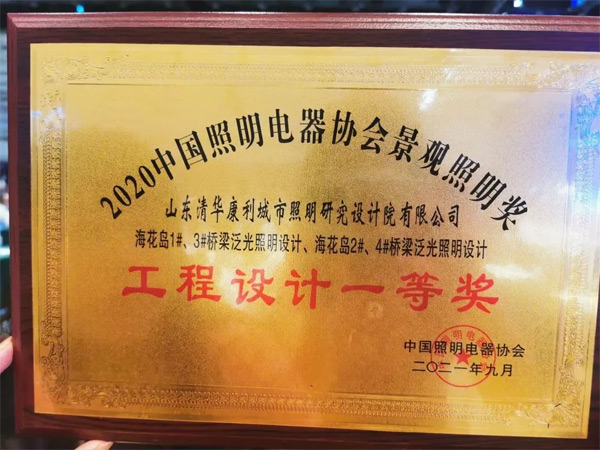 2020中国照明电器协会景观照明奖
山东清华康利城市照明研究设计院有限公司
海花岛1#、3#桥梁泛光照明设计、海花岛2#、4#桥梁泛光照明设计
工程设计一等奖
中国照明电器协会
二〇二一年九月